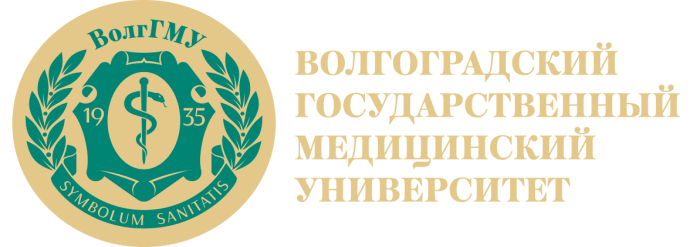 ВолгГМУ
19 35
SYMBOLUM SANITATIS
ВОЛГОГРАДСКИЙ
ГОСУДАРСТВЕННЫЙ
МЕДИЦИНСКИЙ
УНИВЕРСИТЕТ